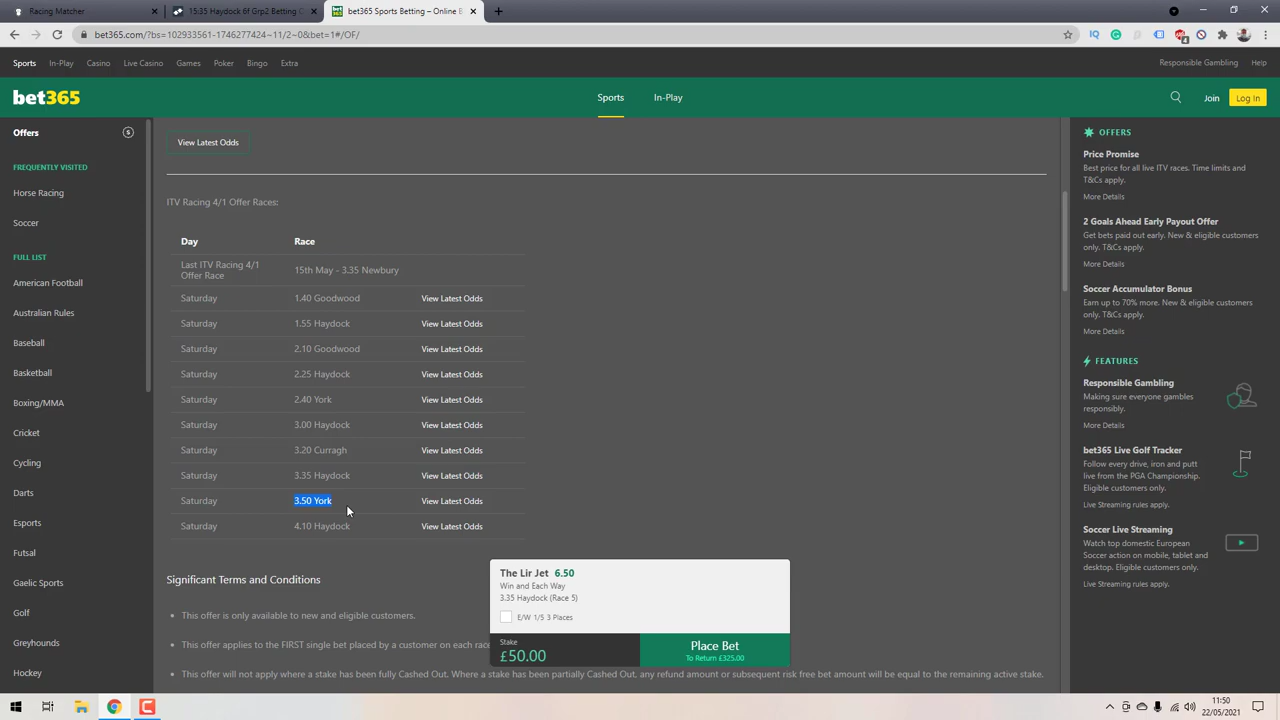 Racing Matcher
15:35 Haydock 6f Grp2 Betting O
bet365 Sports Betting – Online B
bet365.com/?bs=102933561-1746277424~11/2~0&bet=1#/OF/
Sports In-Play Casino Live Casino Games Poker Bingo Extra
Responsible Gambling Help
bet365
Sports In-Play
Join Log In
Offers
FREQUENTLY VISITED
Horse Racing
Soccer
FULL LIST
American Football
Australian Rules
Baseball
Basketball
Boxing/MMA
Cricket
Cycling
Darts
Esports
Futsal
Gaelic Sports
Golf
Greyhounds
Hockey
View Latest Odds
ITV Racing 4/1 Offer Races:
Day Race
Last ITV Racing 4/1
Offer Race
15th May - 3.35 Newbury
Saturday 1.40 Goodwood View Latest Odds
Saturday 1.55 Haydock View Latest Odds
Saturday 2.10 Goodwood View Latest Odds
Saturday 2.25 Haydock View Latest Odds
Saturday 2.40 York View Latest Odds
Saturday 3.00 Haydock View Latest Odds
Saturday 3.20 Curragh View Latest Odds
Saturday 3.35 Haydock View Latest Odds
Saturday 3.50 York View Latest Odds
Saturday 4.10 Haydock View Latest Odds
Significant Terms and Conditions
This offer is only available to new and eligible customers.
This offer applies to the FIRST single bet placed by a customer on each race
This offer will not apply where a stake has been fully Cashed Out. Where a stake has been partially Cashed Out, any refund amount or subsequent risk free bet amount will be equal to the remaining active stake.
The Lir Jet 6.50
Win and Each Way
3.35 Haydock (Race 5)
E/W 1/5 3 Places
Stake
£50.00
Place Bet
To Return £325.00
OFFERS
Price Promise
Best price for all live ITV races. Time limits and
T&Cs apply.
More Details
2 Goals Ahead Early Payout Offer
Get bets paid out early. New & eligible customers
only. T&Cs apply.
More Details
Soccer Accumulator Bonus
Earn up to 70% more. New & eligible customers
only. T&Cs apply.
More Details
FEATURES
Responsible Gambling
Making sure everyone gambles
responsibly.
More Details
bet365 Live Golf Tracker
Follow every drive, iron and putt
live from the PGA Championship.
Eligible customers only.
Live Streaming rules apply.
Soccer Live Streaming
Watch top domestic European
Soccer action on mobile, tablet and
desktop. Eligible customers only.
Live Streaming rules apply.
11:50
22/05/2021